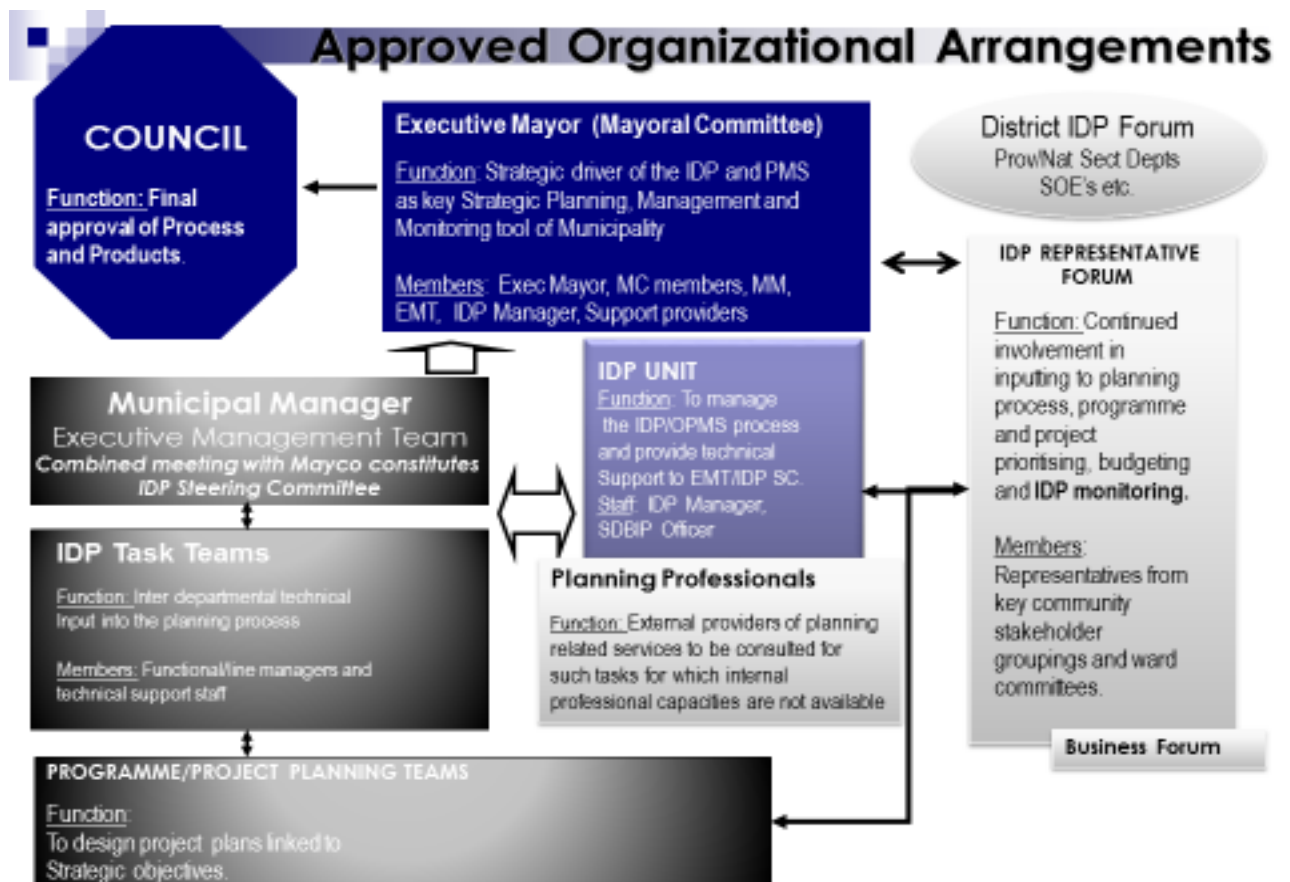 Approved Organizational Arrangements
COUNCIL
Function: Final
approval of Process
and Products.
Executive Mayor (Mayoral Committee)
Function: Strategic driver of the IDP and PMS
as key Strategic Planning, Management and
Monitoring tool of Municipality
Members: Exec Mayor, MC members, MM,
EMT, IDP Manager, Support providers
District IDP Forum
Prov/Nat Sect Depts
SOE's etc.
IDP REPRESENTATIVE
FORUM
Function: Continued
involvement in
inputing to planning
process, programme
and project
prioritising, budgeting
and IDP monitoring.
Members:
Representatives from
key community
stakeholder
groupings and ward
committees.
Business Forum
Municipal Manager
Executive Management Team
Combined meeting with Mayco constitutes
IDP Steering Committee
IDP UNIT
Function: To manage
the IDP/OPMS process
and provide technical
Support to EMT/IDP SC.
Staff: IDP Manager,
SDBIP Officer
IDP Task Teams
Function: Inter departmental technical
Input into the planning process
Members: Functional/line managers and
technical support staff
Planning Professionals
Function: External providers of planning
related services to be consulted for
such tasks for which internal
professional capacities are not available
PROGRAMME/PROJECT PLANNING TEAMS
Function:
To design project plans linked to
Strategic objectives.